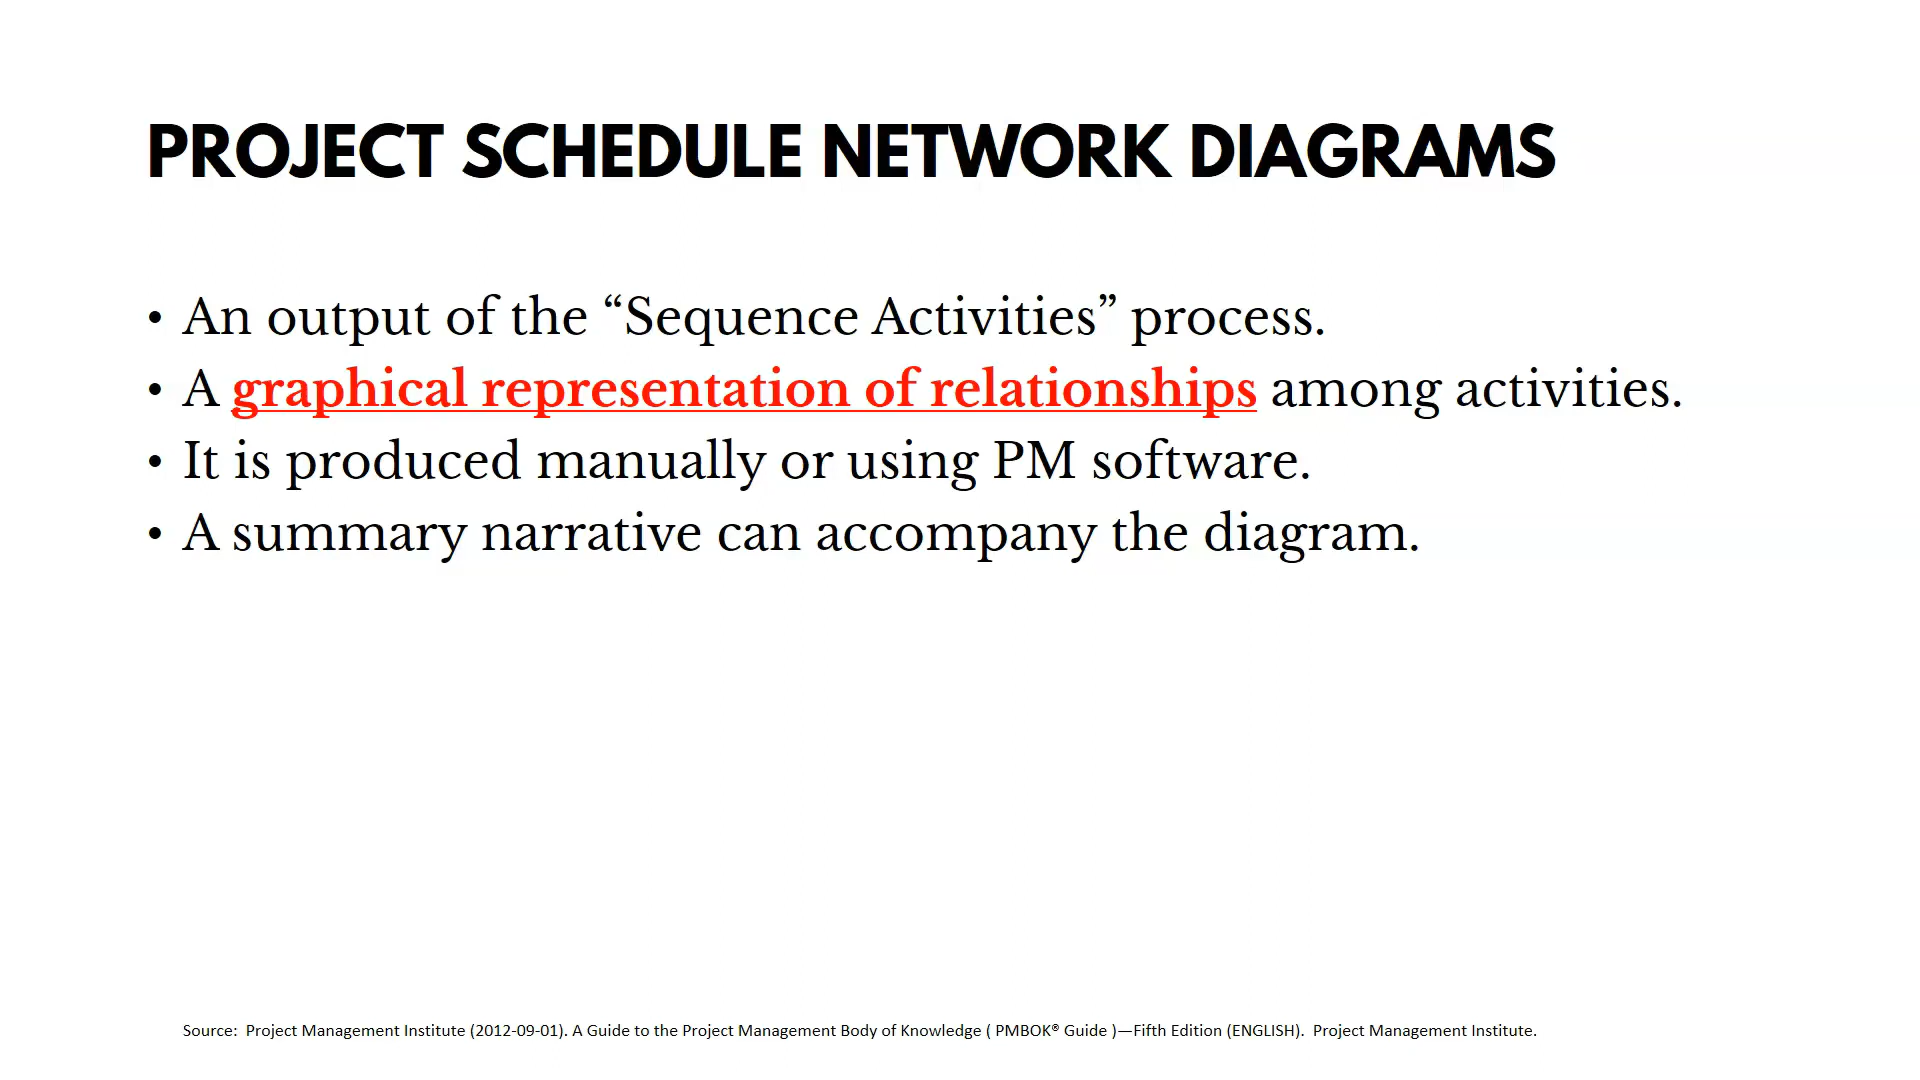 PROJECT SCHEDULE NETWORK DIAGRAMS
• An output of the “Sequence Activities” process.
• A graphical representation of relationships among activities.
• It is produced manually or using PM software.
• A summary narrative can accompany the diagram.
Source:  Project Management Institute (2012-09-01). A Guide to the Project Management Body of Knowledge ( PMBOK® Guide )—Fifth Edition (ENGLISH).  Project Management Institute.